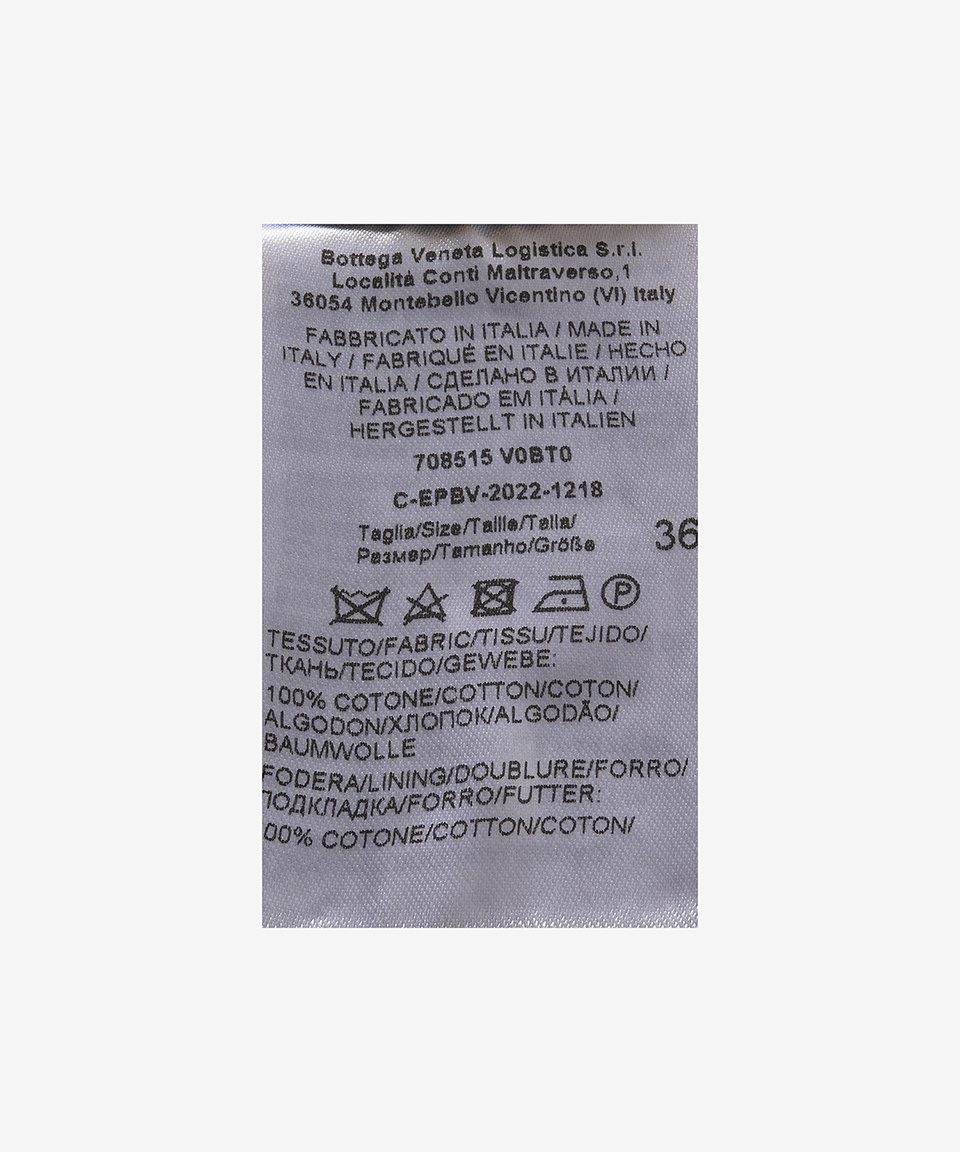 Bottega Veneta Logistica S.r.l.
Località Conti Maltraverso,1
36054 Montebello Vicentino (VI) Italy
FABBRICATO IN ITALIA / MADE IN
ITALY / FABRIQUÉ EN ITALIE / HECHO
EN ITALIA / СДЕЛАНО В ИТАЛИИ /
FABRICADO EM ITÁLIA /
HERGESTELLT IN ITALIEN
708515 V0BT0
C-EPBV-2022-1218
Taglia/Size/Taille/Talla/
Размер/Tamanho/Größe
36
P
TESSUTO/FABRIC/TISSU/TEJIDO/
ТКАНЬ/TECIDO/GEWEBE:
100% COTONE/COTTON/COTON/
ALGODON/ХЛОПОК/ALGODÃO/
BAUMWOLLE
FODERA/LINING/DOUBLURE/FORRO/
ПОДКЛАДКА/FORRO/FUTTER:
00% COTONE/COTTON/COTON/